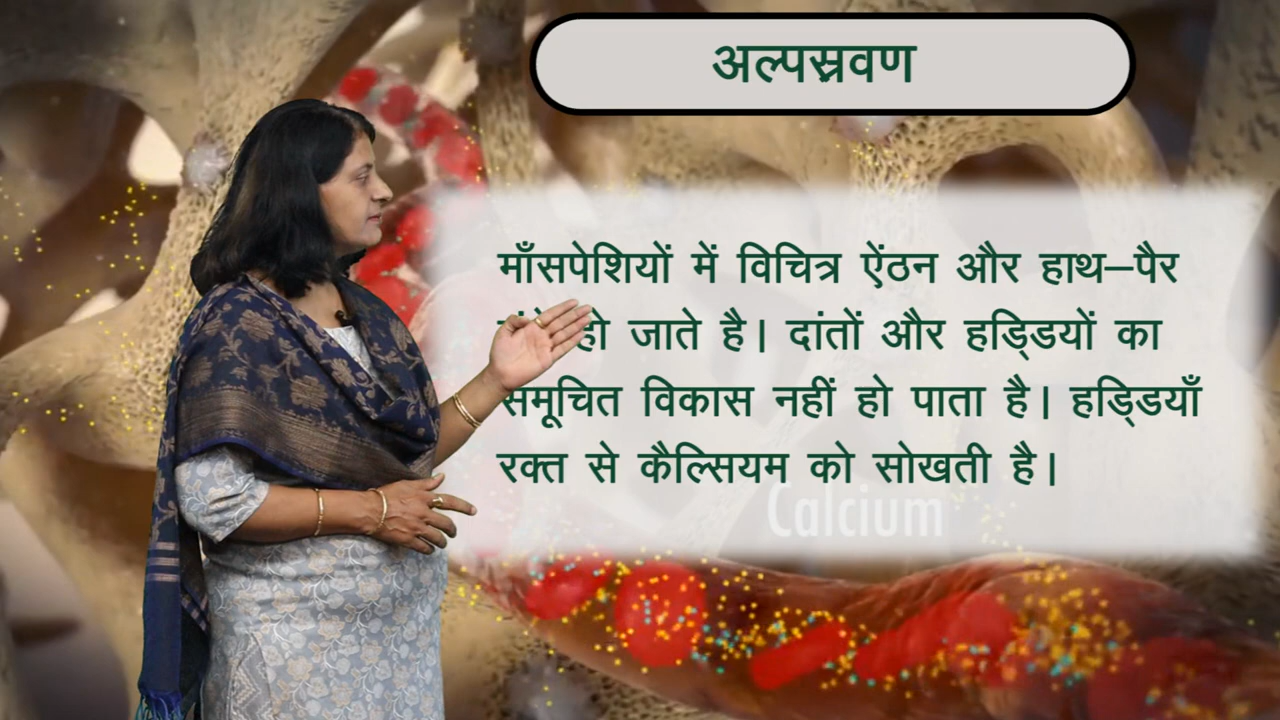 अल्पस्रवण
माँसपेशियों में विचित्र ऐंठन और हाथ–पैर
हो जाते है। दांतों और हड्डियों का
समूचित विकास नहीं हो पाता है। हड्डियाँ
रक्त से कैल्सियम को सोखती है।
Calcium